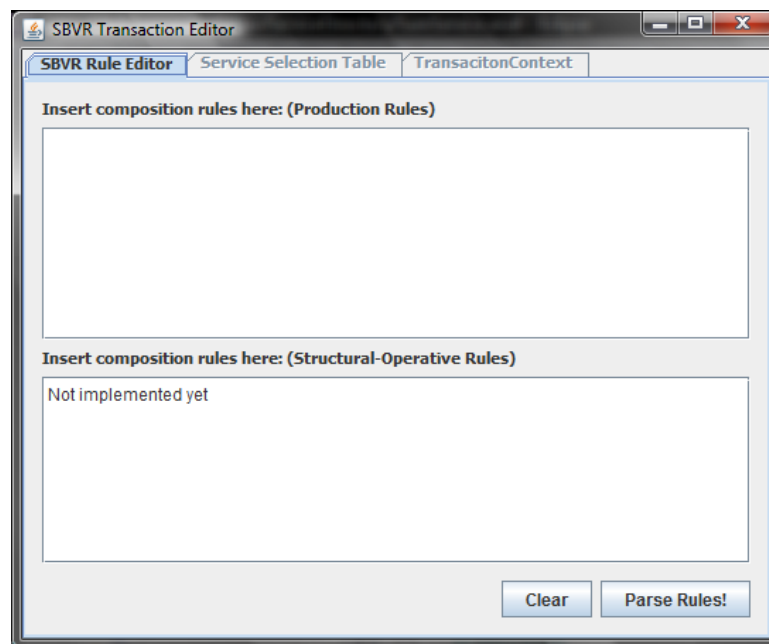 SBVR Transaction Editor
SBVR Rule Editor Service Selection Table TransacitonContext
Insert composition rules here: (Production Rules)
Insert composition rules here: (Structural-Operative Rules)
Not implemented yet
Clear Parse Rules!